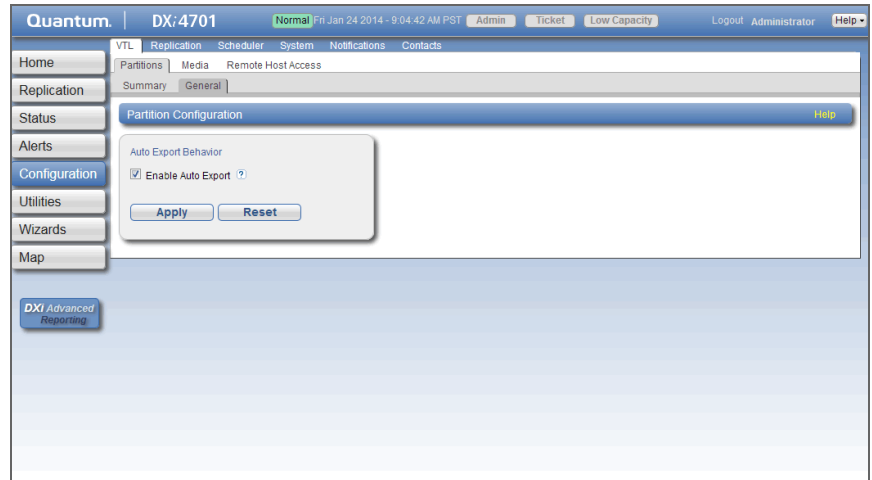 Quantum. DXi4701 Normal Fri Jan 24 2014 - 9:04:42 AM PST Admin Ticket Low Capacity Logout Administrator Help
VTL Replication Scheduler System Notifications Contacts
Partitions Media Remote Host Access
Summary General
Home
Replication
Status
Alerts
Configuration
Utilities
Wizards
Map
DXi Advanced
Reporting
Partition Configuration Help
Auto Export Behavior
Enable Auto Export ?
Apply Reset